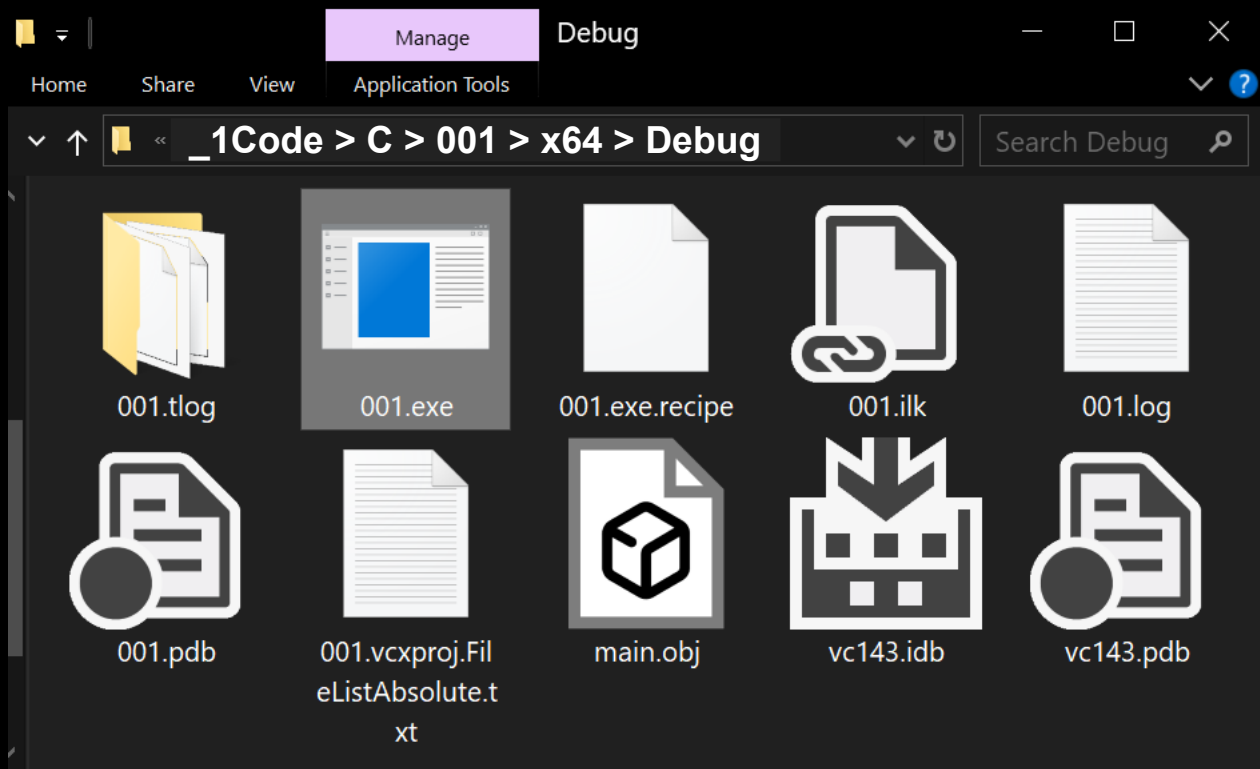 Manage
Debug
Home
Share
View
Application Tools
?
« _1Code > C > 001 > x64 > Debug
Search Debug
001.tlog
001.exe
001.exe.recipe
001.ilk
001.log
001.pdb
001.vcxproj.Fil
eListAbsolute.t
xt
main.obj
vc143.idb
vc143.pdb